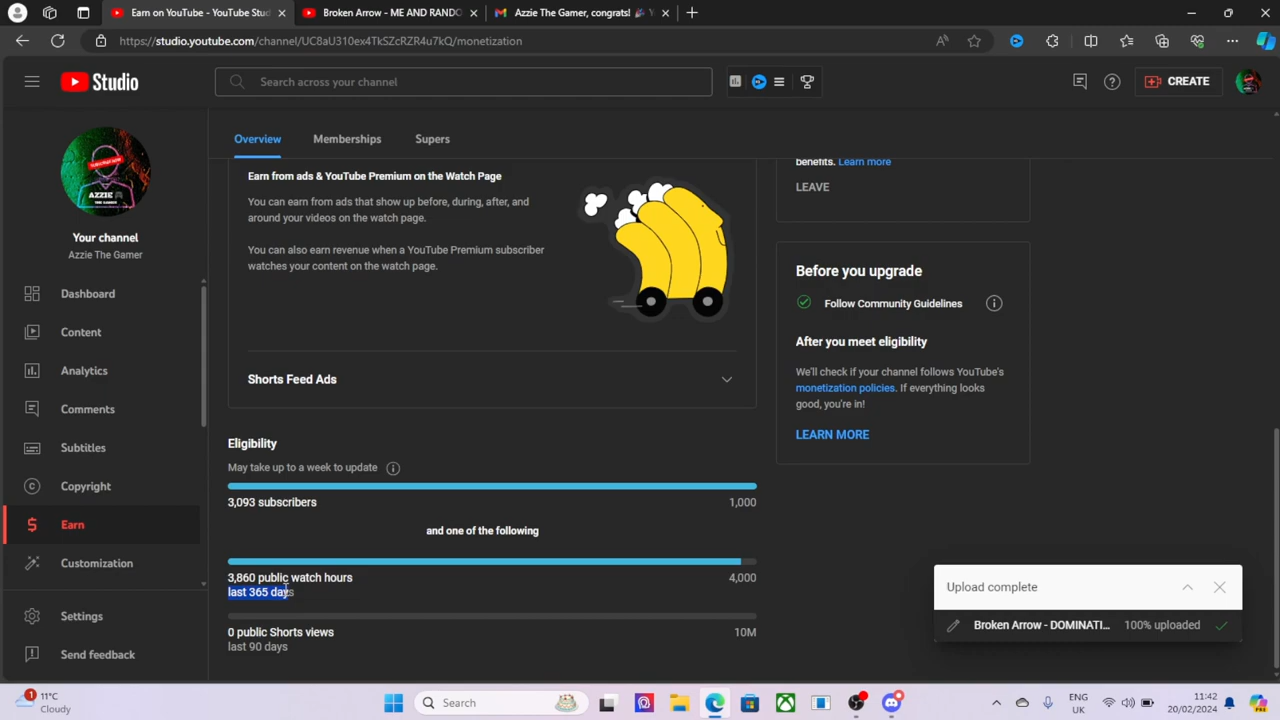 Earn on YouTube - YouTube Stud
Broken Arrow - ME AND RANDO
Azzie The Gamer, congrats! 🎉 Y
https://studio.youtube.com/channel/UC8aU310ex4TkSZcRZR4u7kQ/monetization
Studio
Search across your channel
CREATE
Overview
Memberships
Supers
Your channel
Azzie The Gamer
Dashboard
Content
Analytics
Comments
Subtitles
Copyright
Earn
Customization
Settings
Send feedback
Earn from ads & YouTube Premium on the Watch Page
You can earn from ads that show up before, during, after, and
around your videos on the watch page.
You can also earn revenue when a YouTube Premium subscriber
watches your content on the watch page.
Shorts Feed Ads
Eligibility
May take up to a week to update
3,093 subscribers
1,000
and one of the following
3,860 public watch hours
4,000
last 365 days
0 public Shorts views
10M
last 90 days
benefits. Learn more
LEAVE
Before you upgrade
Follow Community Guidelines
After you meet eligibility
We'll check if your channel follows YouTube's
monetization policies. If everything looks
good, you're in!
LEARN MORE
Upload complete
Broken Arrow - DOMINATI...
100% uploaded
1
11°C
Cloudy
Search
ENG
UK
11:42
20/02/2024